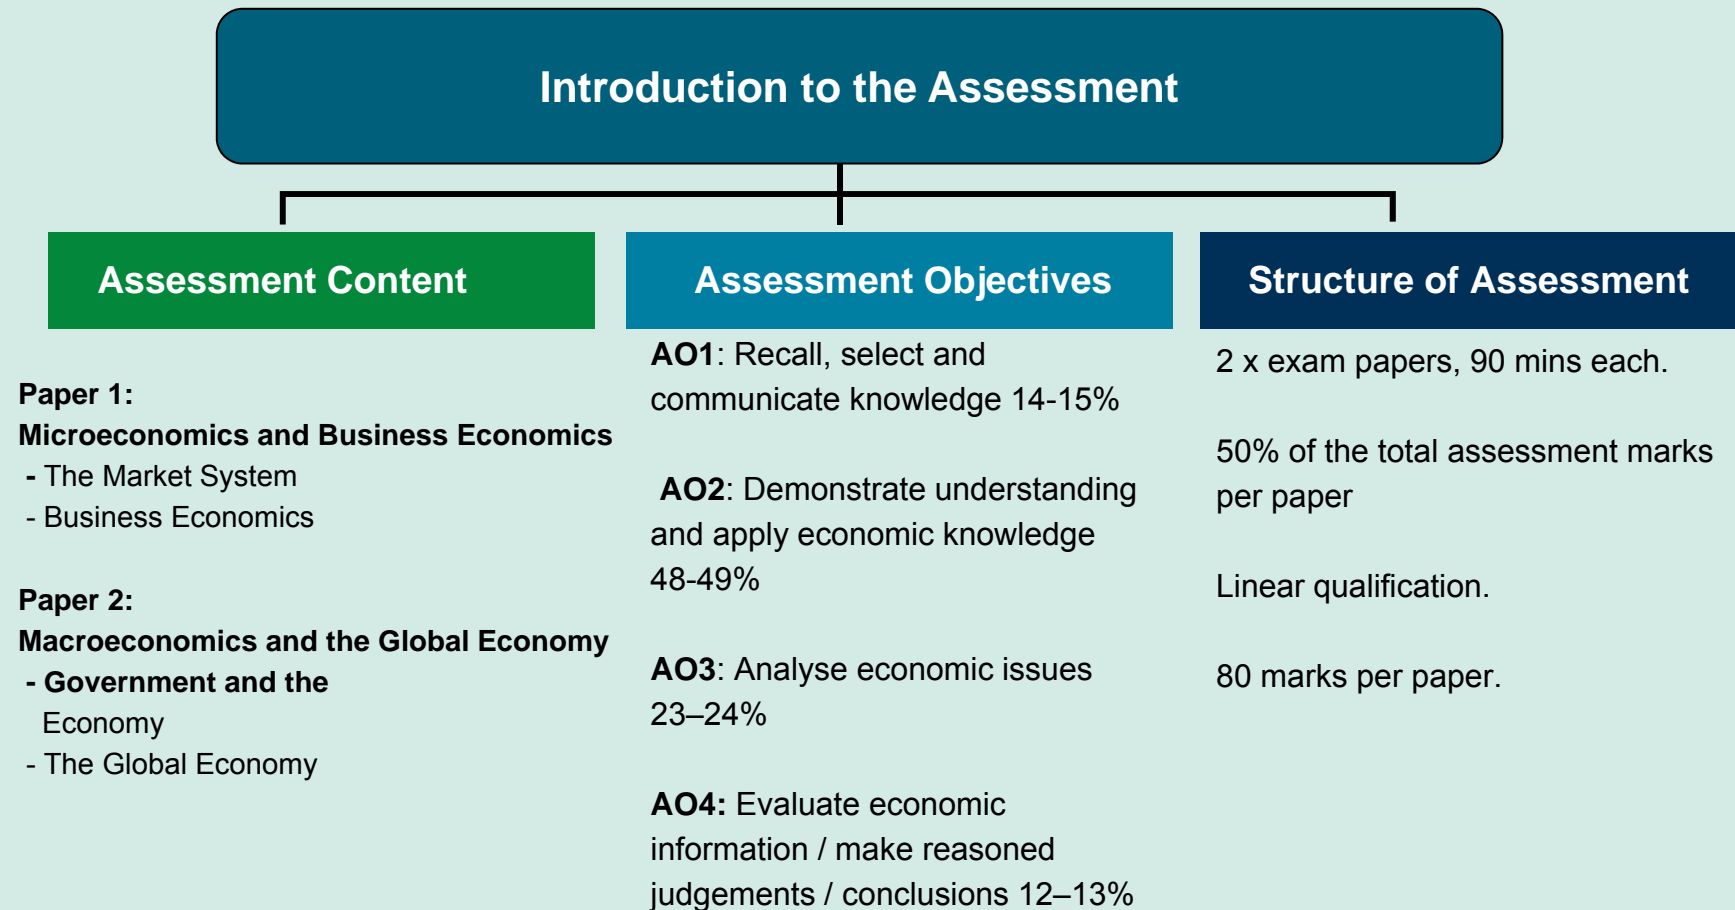 Introduction to the Assessment
Assessment Content
Paper 1:
Microeconomics and Business Economics
- The Market System
- Business Economics
Paper 2:
Macroeconomics and the Global Economy
- Government and the
Economy
- The Global Economy
Assessment Objectives
AO1: Recall, select and
communicate knowledge 14-15%
AO2: Demonstrate understanding
and apply economic knowledge
48-49%
AO3: Analyse economic issues
23–24%
AO4: Evaluate economic
information / make reasoned
judgements / conclusions 12–13%
Structure of Assessment
2 x exam papers, 90 mins each.
50% of the total assessment marks
per paper
Linear qualification.
80 marks per paper.